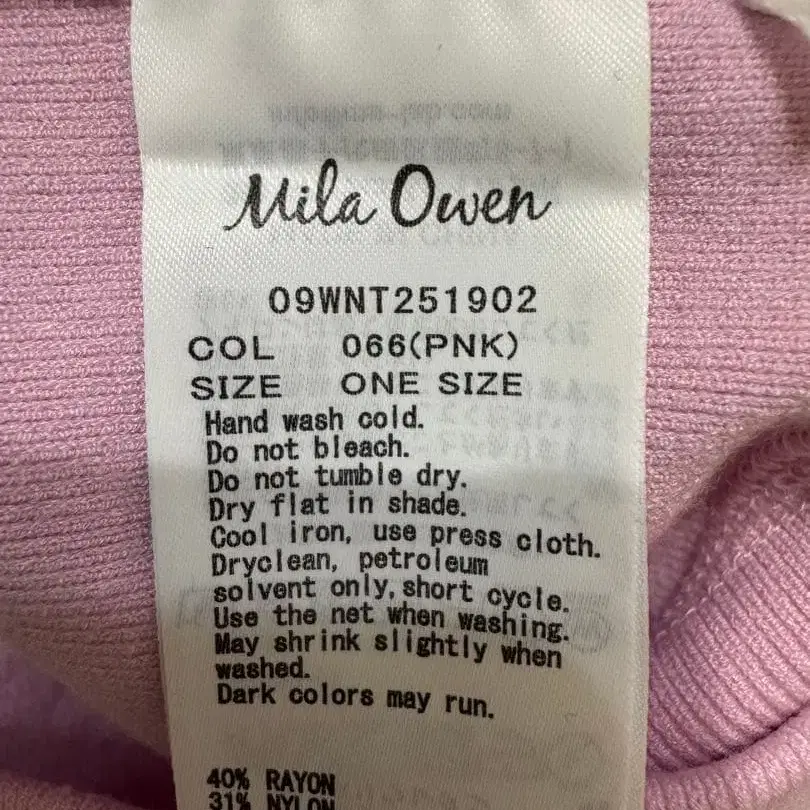 Mila Owen
09WNT251902
COL 066(PNK)
SIZE ONE SIZE
Hand wash cold.
Do not bleach.
Do not tumble dry.
Dry flat in shade.
Cool iron, use press cloth.
Dryclean, petroleum
solvent only, short cycle.
Use the net when washing.
May shrink slightly when
washed.
Dark colors may run.
40% RAYON
31% NYLON